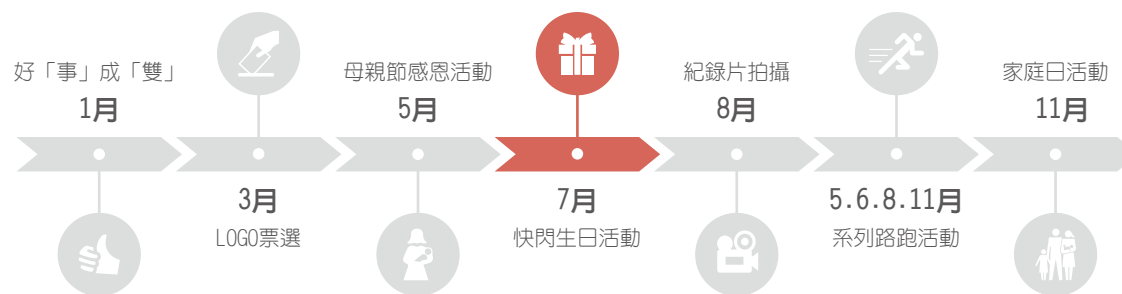 好「事」成「雙」
1月
3月
LOGO票選
母親節感恩活動
5月
7月
快閃生日活動
紀錄片拍攝
8月
5.6.8.11月
系列路跑活動
家庭日活動
11月